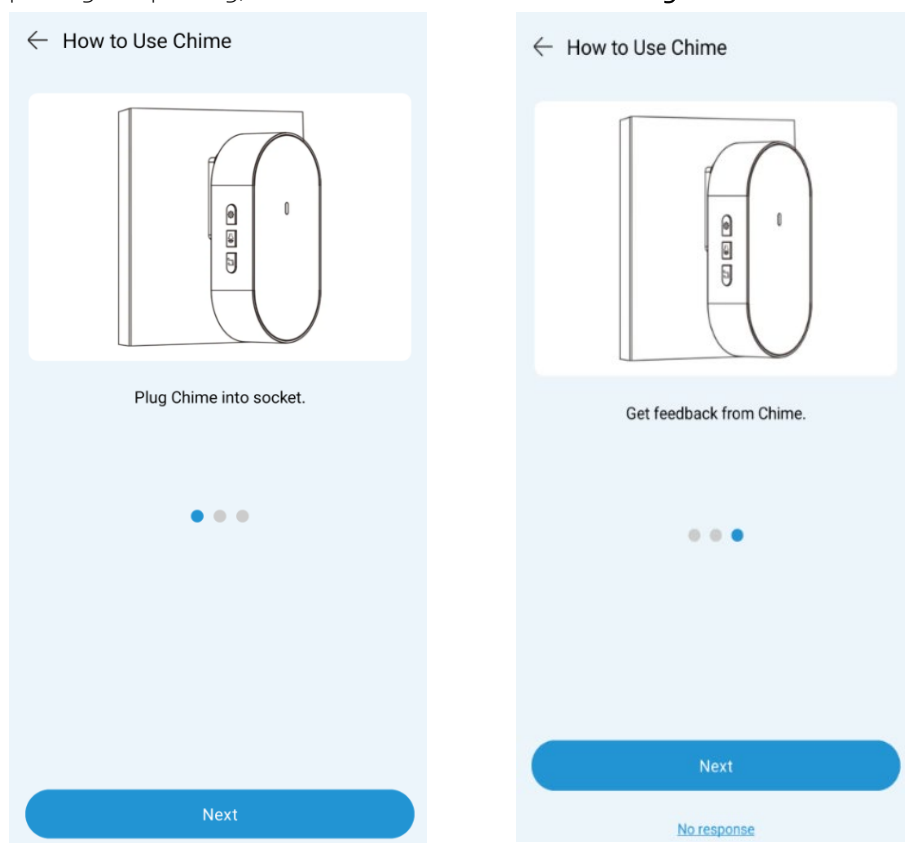 How to Use Chime
Plug Chime into socket.
Next
How to Use Chime
Get feedback from Chime.
Next
No response